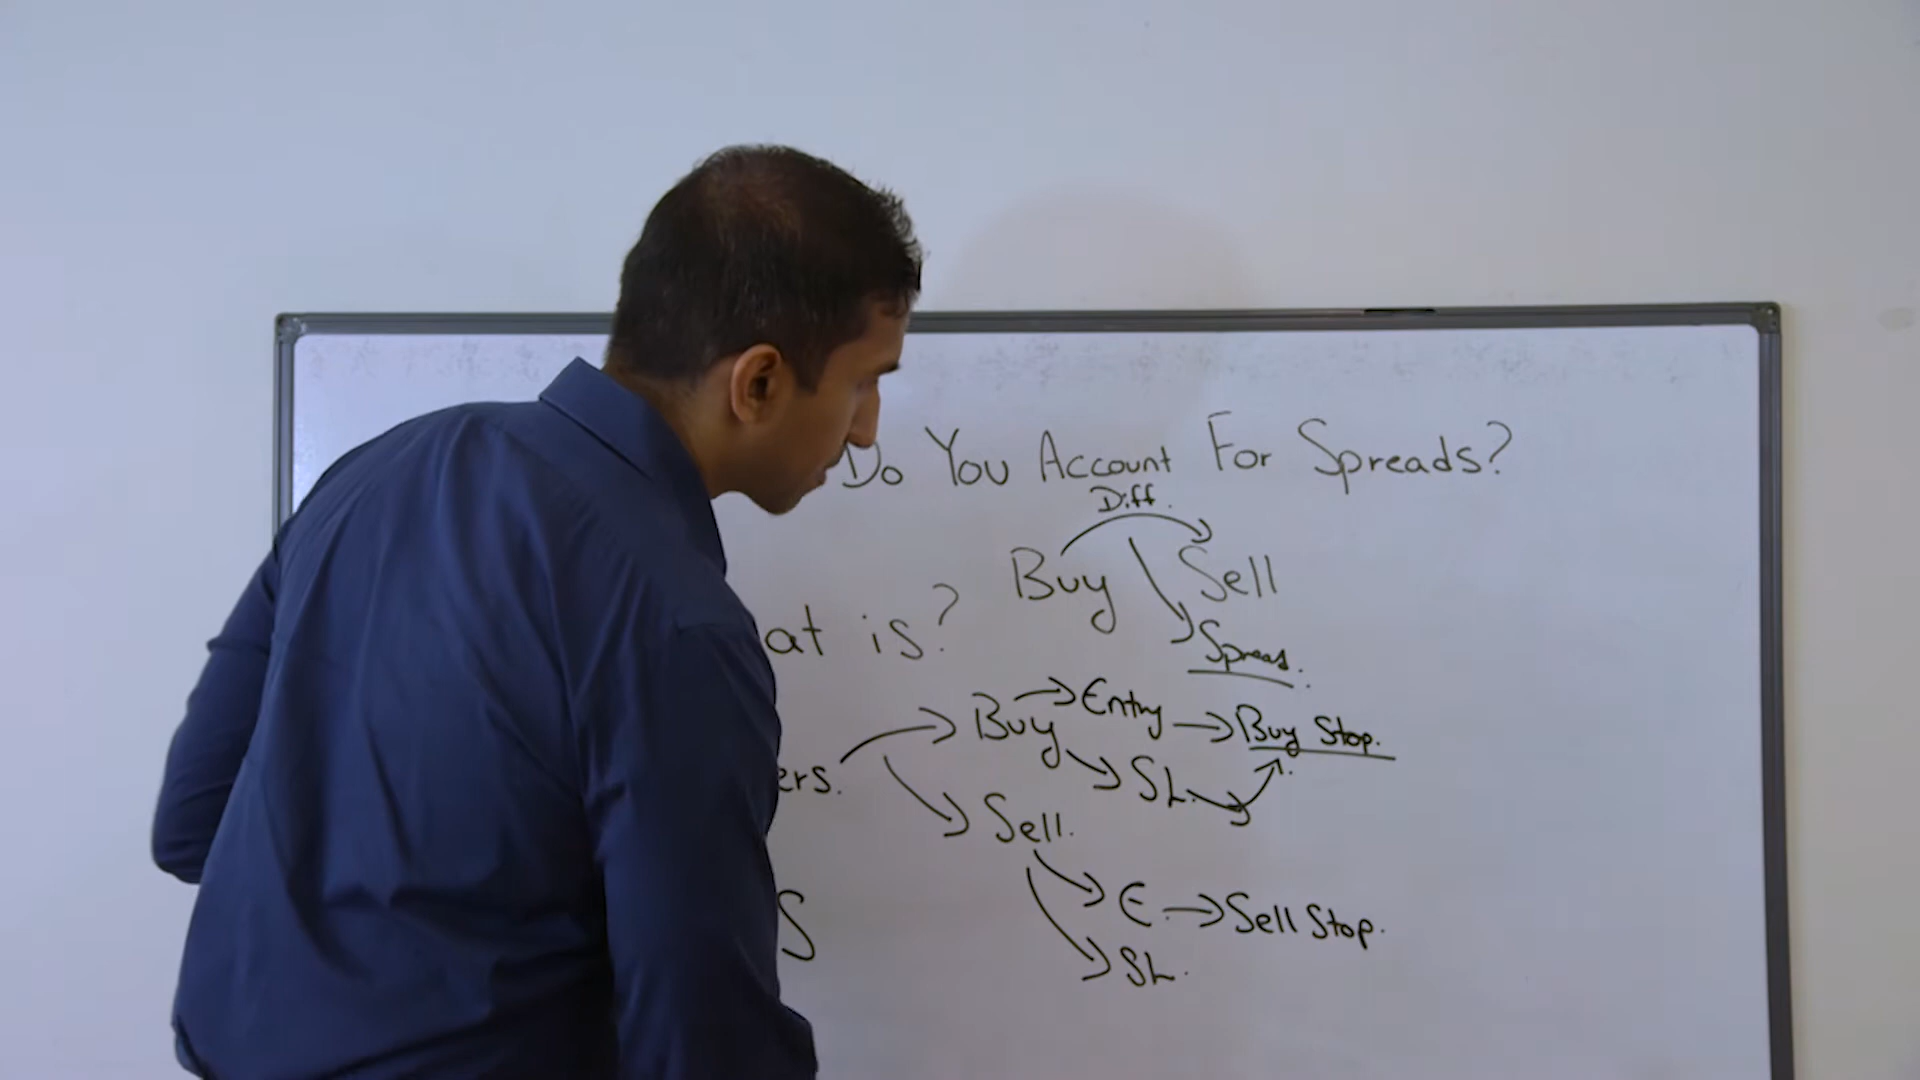 Do You Account For Spreads?
Diff.
Buy Sell
at is?
Spread.
Buy → Entry → Buy Stop.
ers.
SL.
Sell.
E → Sell Stop.
S
SL.